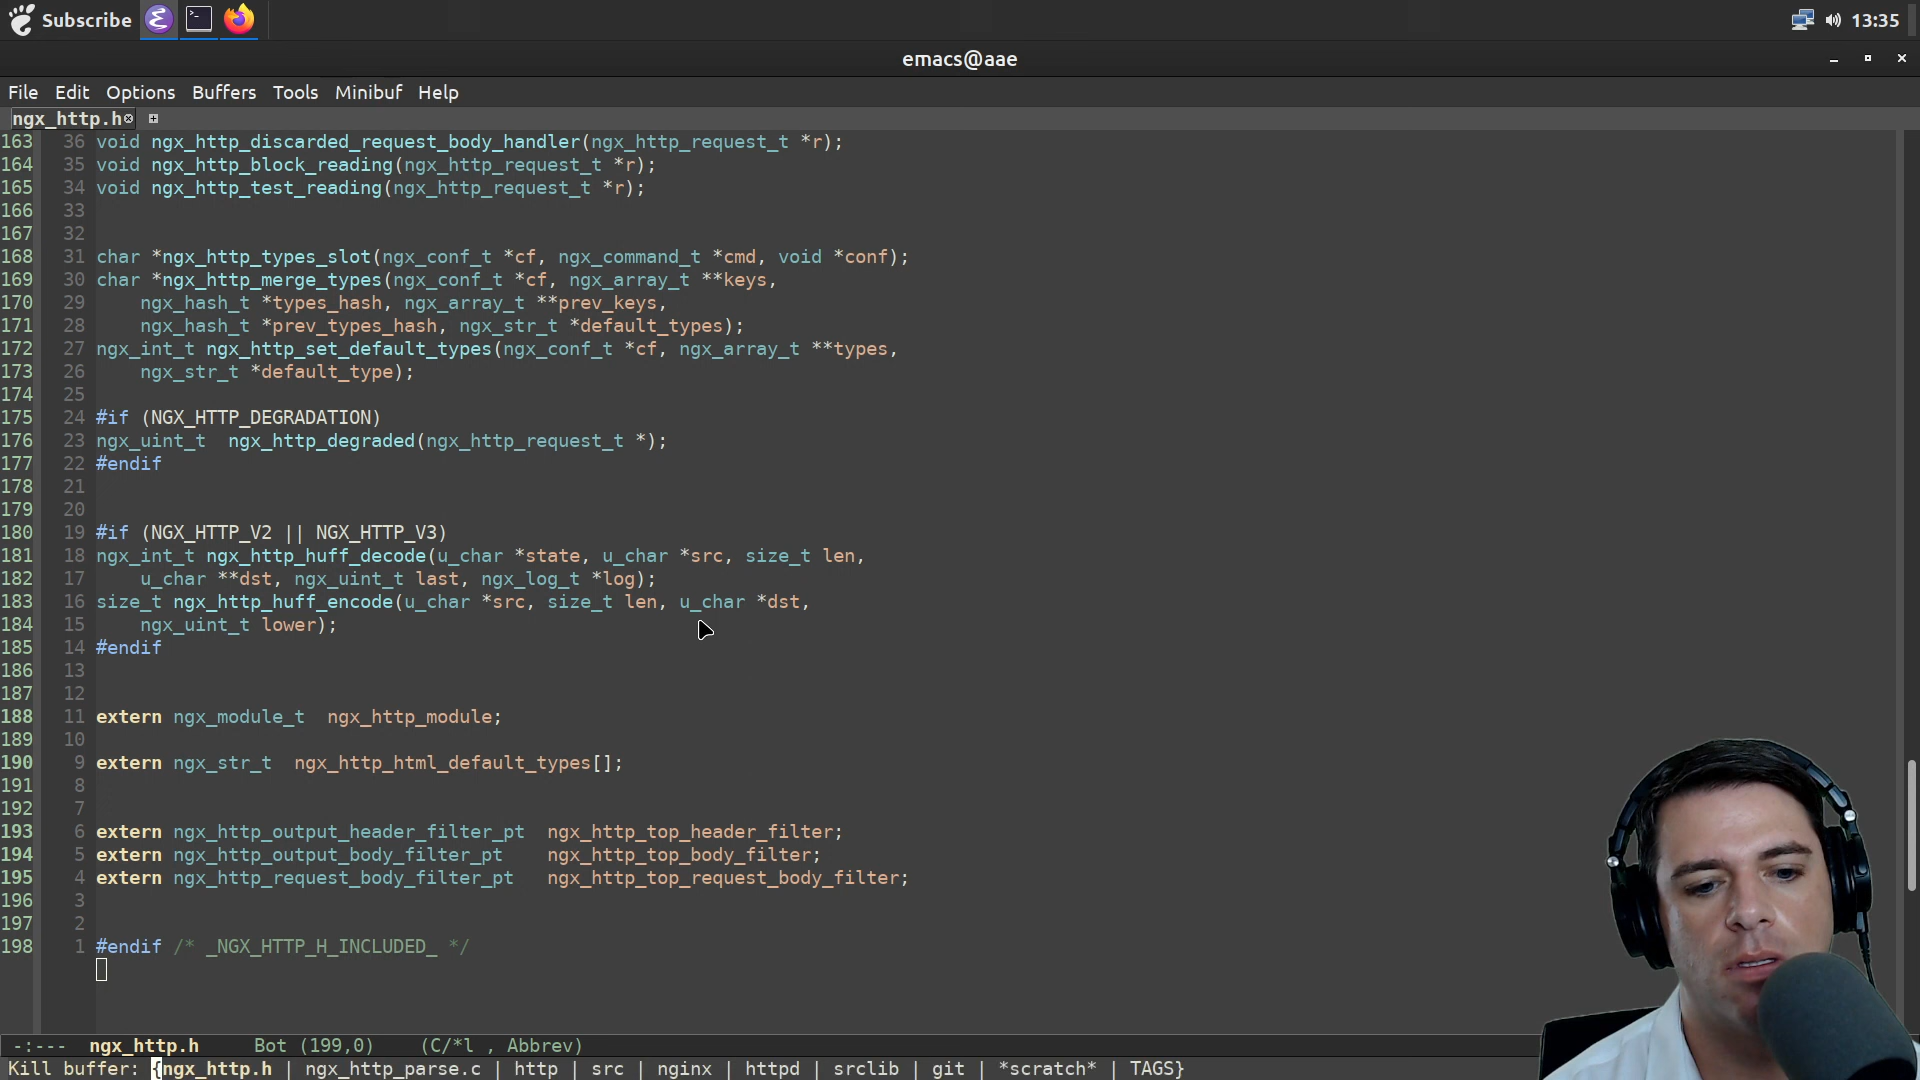 Subscribe 13:35
emacs@aae
File Edit Options Buffers Tools Minibuf Help
ngx_http.h
163 36 void ngx_http_discarded_request_body_handler(ngx_http_request_t *r);
164 35 void ngx_http_block_reading(ngx_http_request_t *r);
165 34 void ngx_http_test_reading(ngx_http_request_t *r);
166 33
167 32
168 31 char *ngx_http_types_slot(ngx_conf_t *cf, ngx_command_t *cmd, void *conf);
169 30 char *ngx_http_merge_types(ngx_conf_t *cf, ngx_array_t **keys,
170 29     ngx_hash_t *types_hash, ngx_array_t **prev_keys,
171 28     ngx_hash_t *prev_types_hash, ngx_str_t *default_types);
172 27 ngx_int_t ngx_http_set_default_types(ngx_conf_t *cf, ngx_array_t **types,
173 26     ngx_str_t *default_type);
174 25
175 24 #if (NGX_HTTP_DEGRADATION)
176 23 ngx_uint_t  ngx_http_degraded(ngx_http_request_t *);
177 22 #endif
178 21
179 20
180 19 #if (NGX_HTTP_V2 || NGX_HTTP_V3)
181 18 ngx_int_t ngx_http_huff_decode(u_char *state, u_char *src, size_t len,
182 17     u_char **dst, ngx_uint_t last, ngx_log_t *log);
183 16 size_t ngx_http_huff_encode(u_char *src, size_t len, u_char *dst,
184 15     ngx_uint_t lower);
185 14 #endif
186 13
187 12
188 11 extern ngx_module_t  ngx_http_module;
189 10
190 9 extern ngx_str_t  ngx_http_html_default_types[];
191 8
192 7
193 6 extern ngx_http_output_header_filter_pt  ngx_http_top_header_filter;
194 5 extern ngx_http_output_body_filter_pt    ngx_http_top_body_filter;
195 4 extern ngx_http_request_body_filter_pt   ngx_http_top_request_body_filter;
196 3
197 2
198 1 #endif /* _NGX_HTTP_H_INCLUDED_ */
-:--- ngx_http.h Bot (199,0) (C/*l , Abbrev)
Kill buffer: {ngx_http.h | ngx_http_parse.c | http | src | nginx | httpd | srclib | git | *scratch* | TAGS}